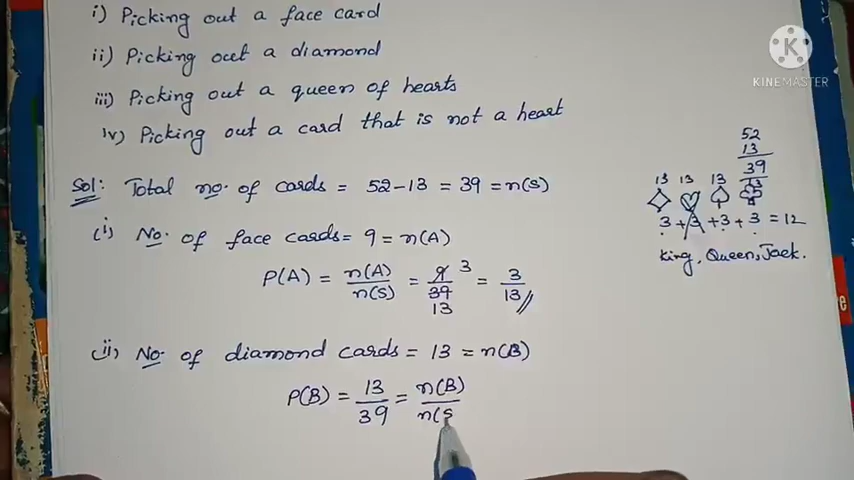 i) Picking out a face card
ii) Picking out a diamond
iii) Picking out a queen of hearts
iv) Picking out a card that is not a heart
Sol: Total no. of cards = 52-13 = 39 = n(S)
(i) No. of face cards = 9 = n(A)
P(A) = n(A)/n(S) = 9/39 3 13 = 3/13 //
(ii) No. of diamond cards = 13 = n(B)
P(B) = 13/39 = n(B)/n(S
52
13
39
13 13 13 13
♢ ♡ ♤ ♧
3 + 3 + 3 + 3 = 12
King, Queen, Jack.
K
KINEMASTER